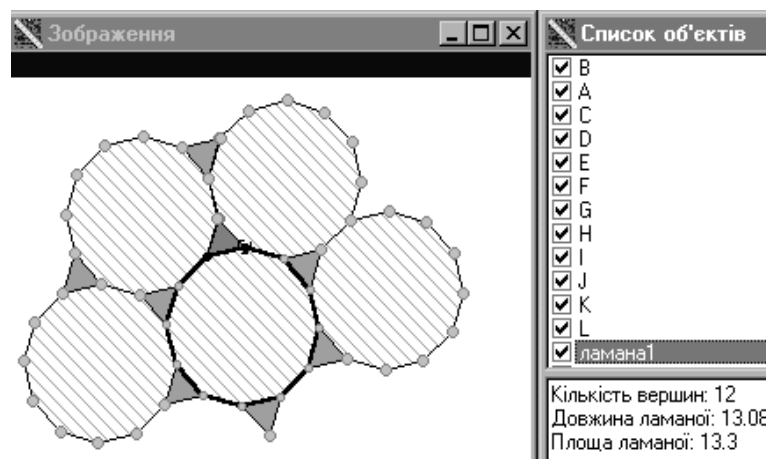 Зображення
Список об'єктів
B
A
C
D
E
F
G
H
I
J
K
L
ламана1
Кількість вершин: 12
Довжина ламаної: 13.08
Площа ламаної: 13.3